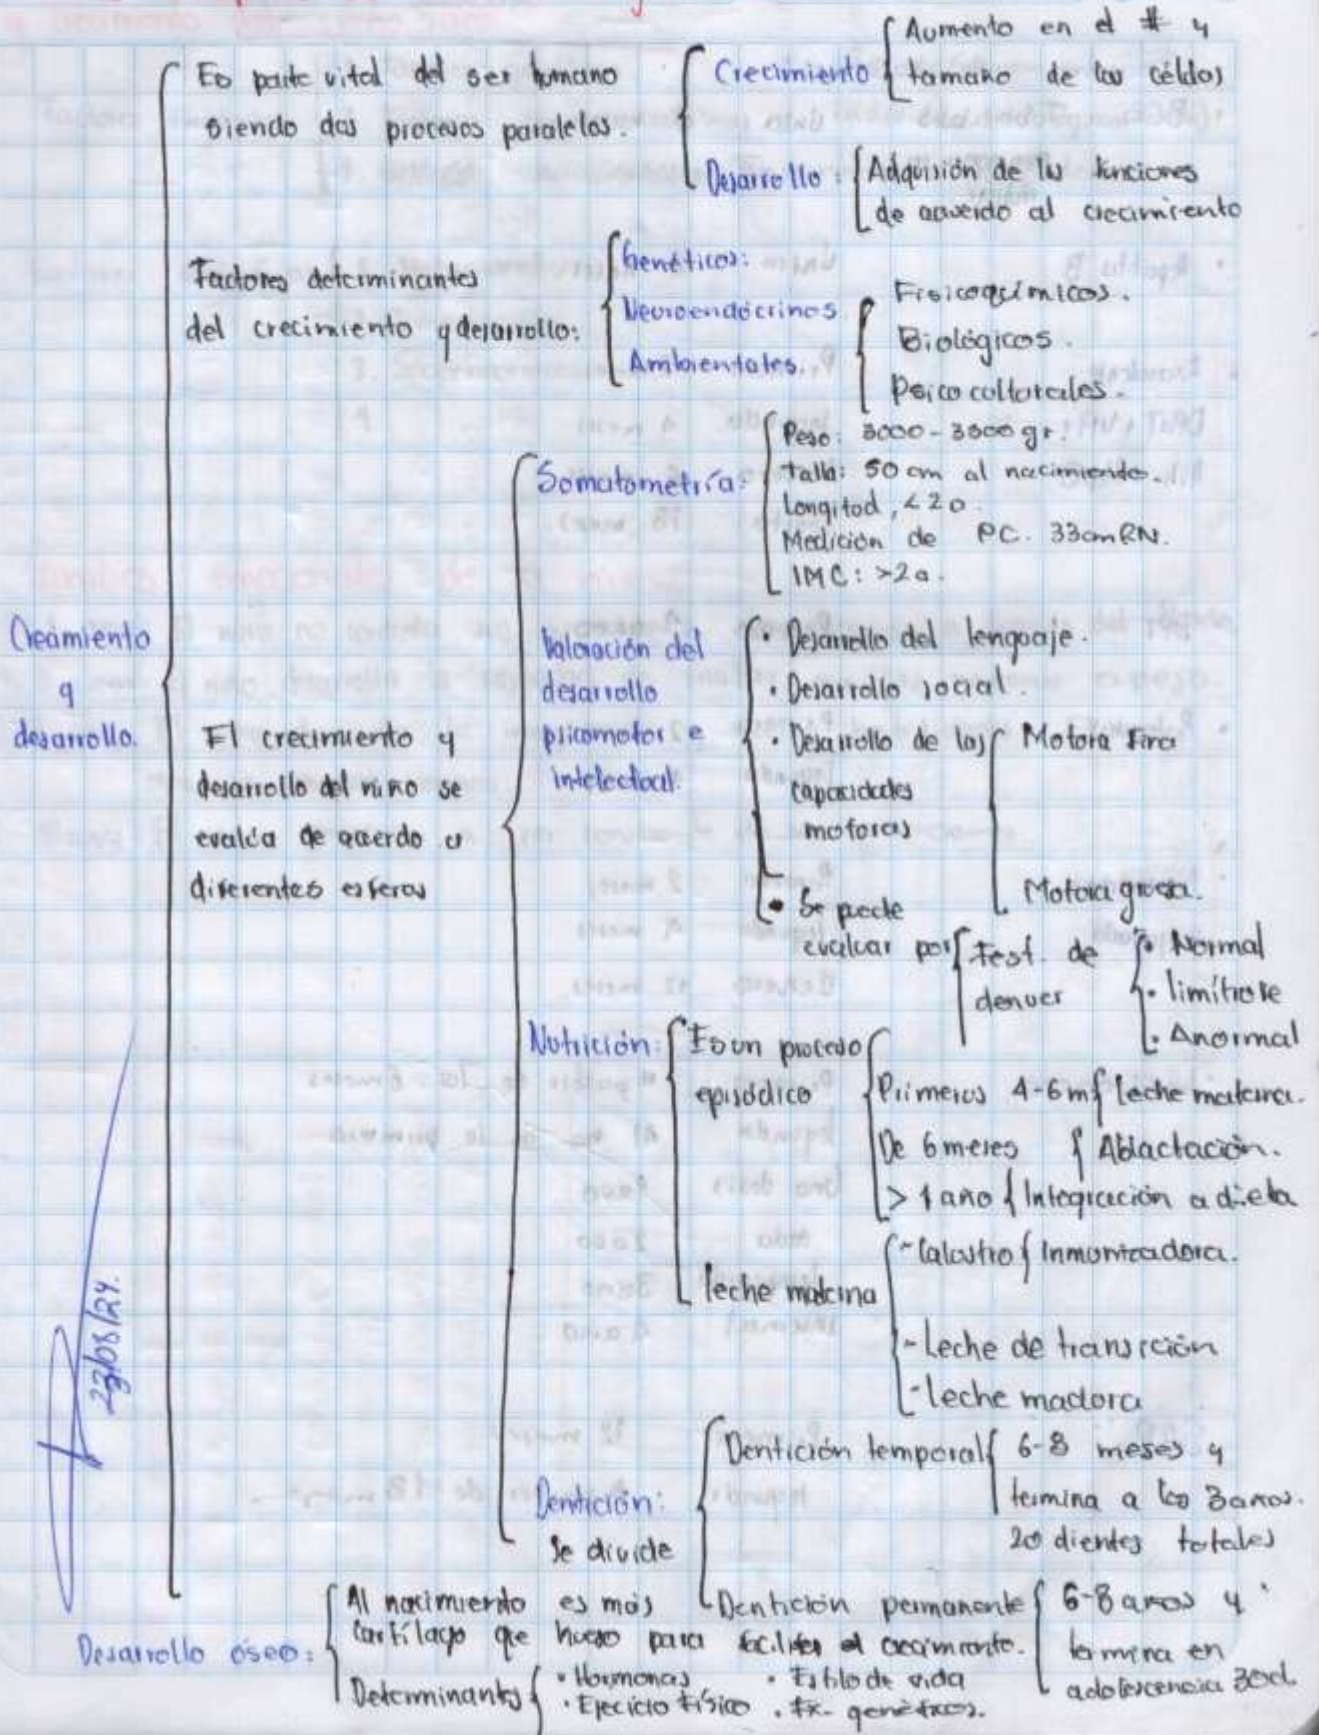 Crecimiento
y
desarrollo.
Es parte vital del ser humano
siendo dos procesos paralelos.
Crecimiento
Aumento en el # y
tamaño de las células
Desarrollo:
Adquisión de las funciones
de acuerdo al crecimiento
Factores determinantes
del crecimiento y desarrollo:
Genéticos:
Neuroendócrinos
Ambientales.
Fisicoquímicos.
Biológicos.
Psicoculturales.
El crecimiento y
desarrollo del niño se
evalúa de acuerdo a
diferentes esferas
Somatometría:
Peso: 3000-3500 gr.
talla: 50 cm al nacimiento.
Longitud, <2a.
Medición de PC. 33cm RN.
IMC: >2a.
Valoración del
desarrollo
psicomotor e
intelectual.
• Desarrollo del lenguaje.
• Desarrollo social.
• Desarrollo de las
capacidades
motoras
Motora Fina
Motora gruesa.
• Se puede
evaluar por
Test. de
denver
• Normal
• limítrofe
• Anormal
Nutrición:
Es un proceso
episódico
Primeros 4-6m leche materna.
De 6 meses Ablactación.
> 1 año Integración a dieta
leche materna
- Calostro Inmunizadora.
- Leche de transición
- leche madura
Dentición:
Se divide
Dentición temporal
6-8 meses y
termina a los 3 años.
20 dientes totales
Dentición permanente
6-8 años y
termina en
adolescencia
Desarrollo óseo:
Al nacimiento es más
cartílago que hueso para facilitar el crecimiento.
Determinantes
• Hormonas
• Ejercicio físico
• Estilo de vida
• Fx. genéticos.
23/08/24.